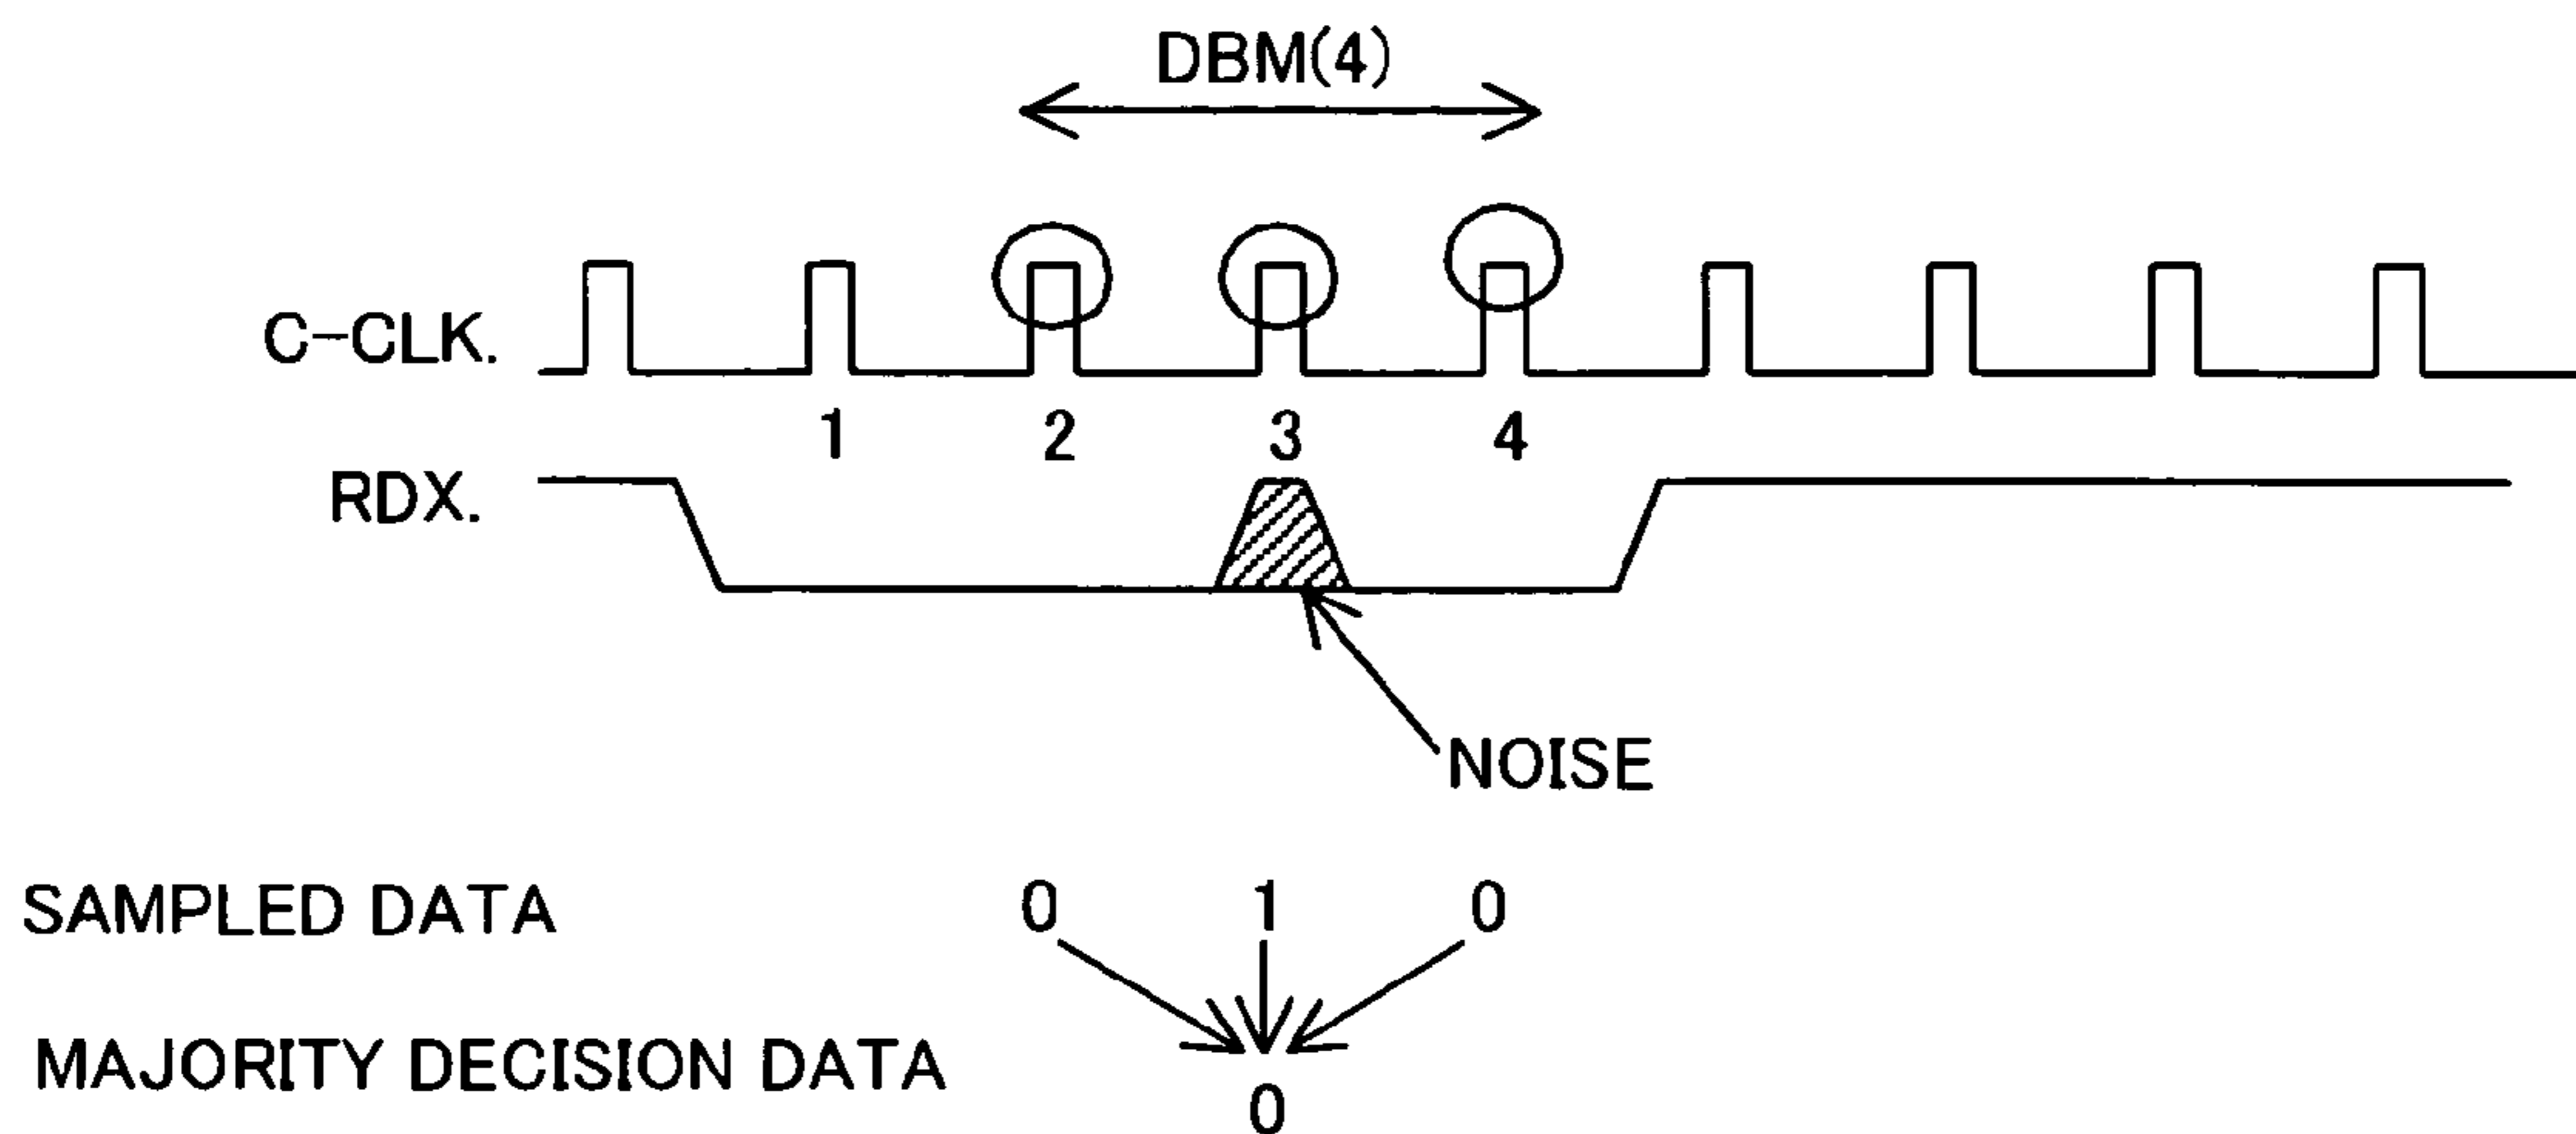 DBM(4)
C-CLK.
1 2 3 4
RDX.
NOISE
SAMPLED DATA 0 1 0
MAJORITY DECISION DATA
0